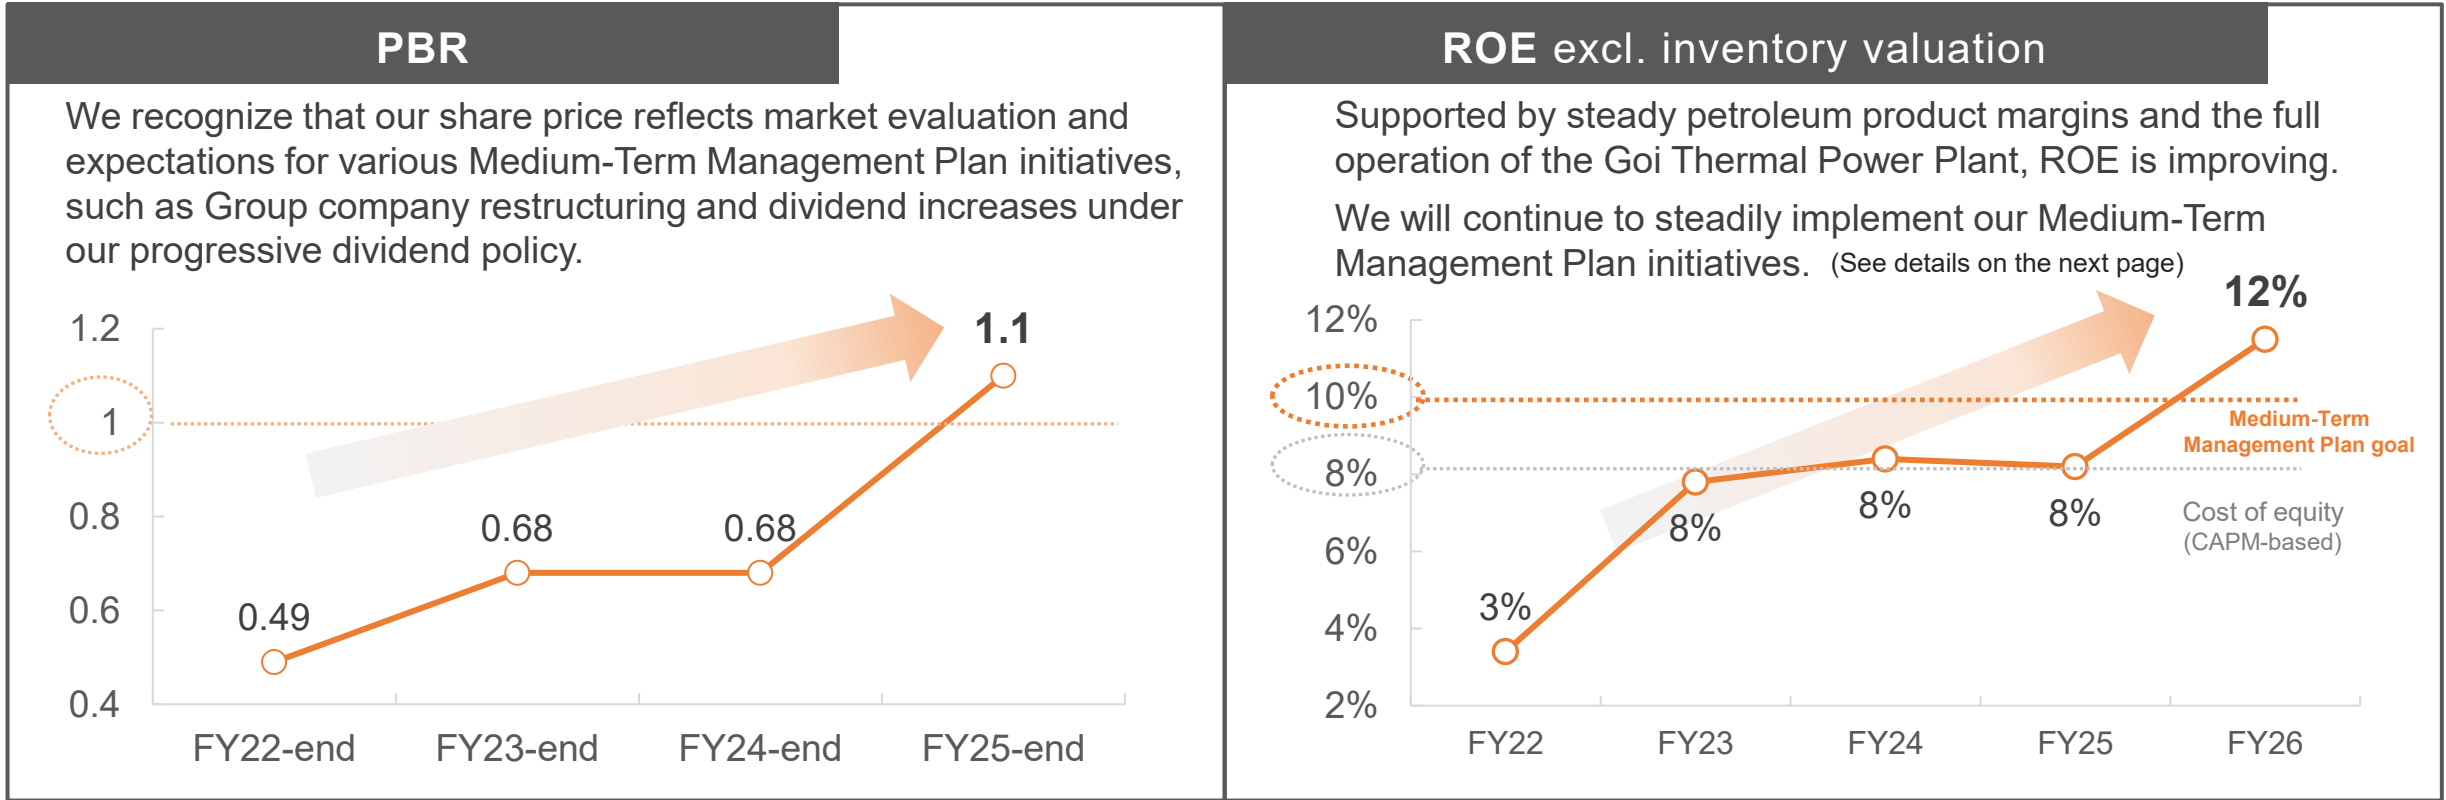 PBR
We recognize that our share price reflects market evaluation and
expectations for various Medium-Term Management Plan initiatives,
such as Group company restructuring and dividend increases under
our progressive dividend policy.
1.2
1
0.8
0.6
0.4
0.49
0.68
0.68
1.1
FY22-end
FY23-end
FY24-end
FY25-end
ROE excl. inventory valuation
Supported by steady petroleum product margins and the full
operation of the Goi Thermal Power Plant, ROE is improving.
We will continue to steadily implement our Medium-Term
Management Plan initiatives. (See details on the next page)
12%
10%
8%
6%
4%
2%
3%
8%
8%
8%
12%
Medium-Term
Management Plan goal
Cost of equity
(CAPM-based)
FY22
FY23
FY24
FY25
FY26